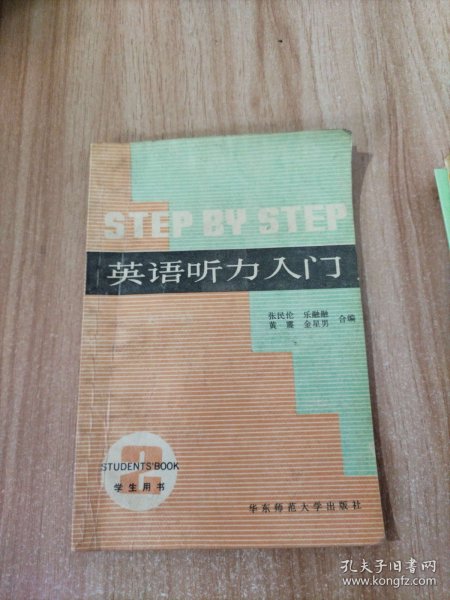 STEP BY STEP
英语听力入门
张民伦 乐融融
黄震 金星男 合编
2
STUDENTS'BOOK
学生用书
华东师范大学出版社
孔夫子旧书网
www.kongfz.com